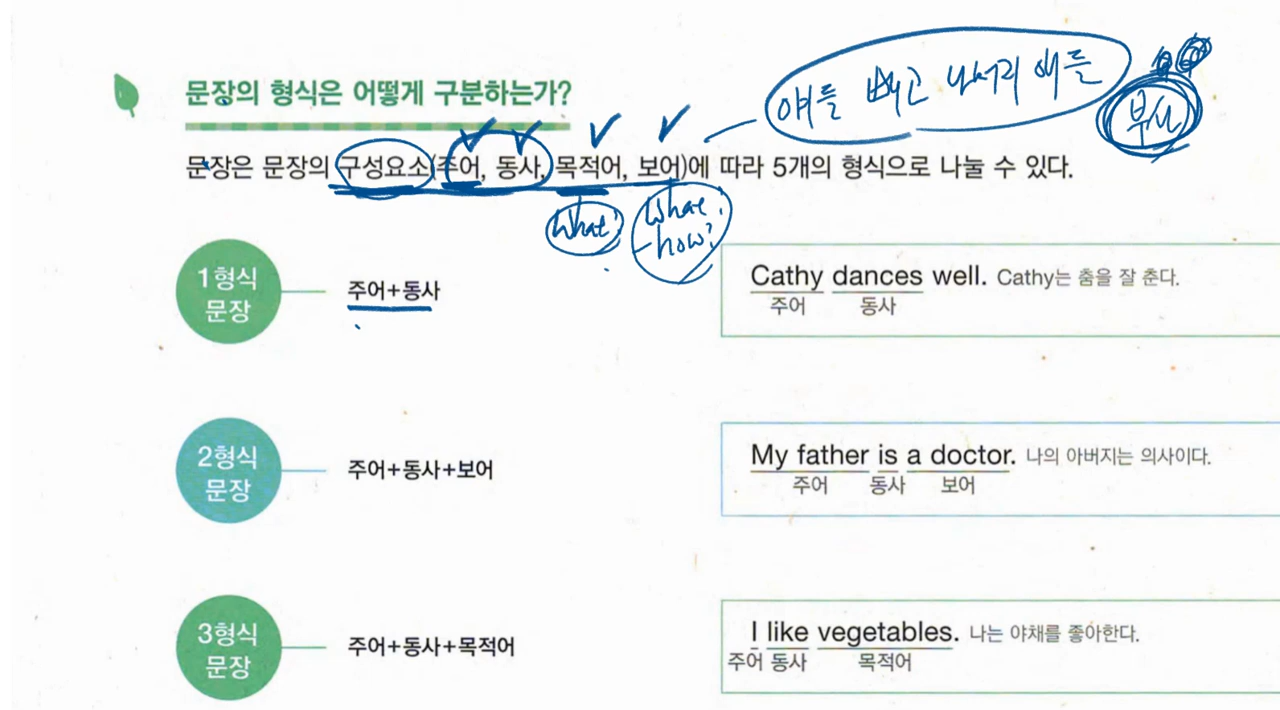 문장의 형식은 어떻게 구분하는가?
얘들 빼고 나머지 애들
부사
문장은 문장의 구성요소(주어, 동사, 목적어, 보어)에 따라 5개의 형식으로 나눌 수 있다.
what?
what?
how?
1형식
문장
주어+동사
Cathy dances well. Cathy는 춤을 잘 춘다.
주어 동사
2형식
문장
주어+동사+보어
My father is a doctor. 나의 아버지는 의사이다.
주어 동사 보어
3형식
문장
주어+동사+목적어
I like vegetables. 나는 야채를 좋아한다.
주어 동사 목적어